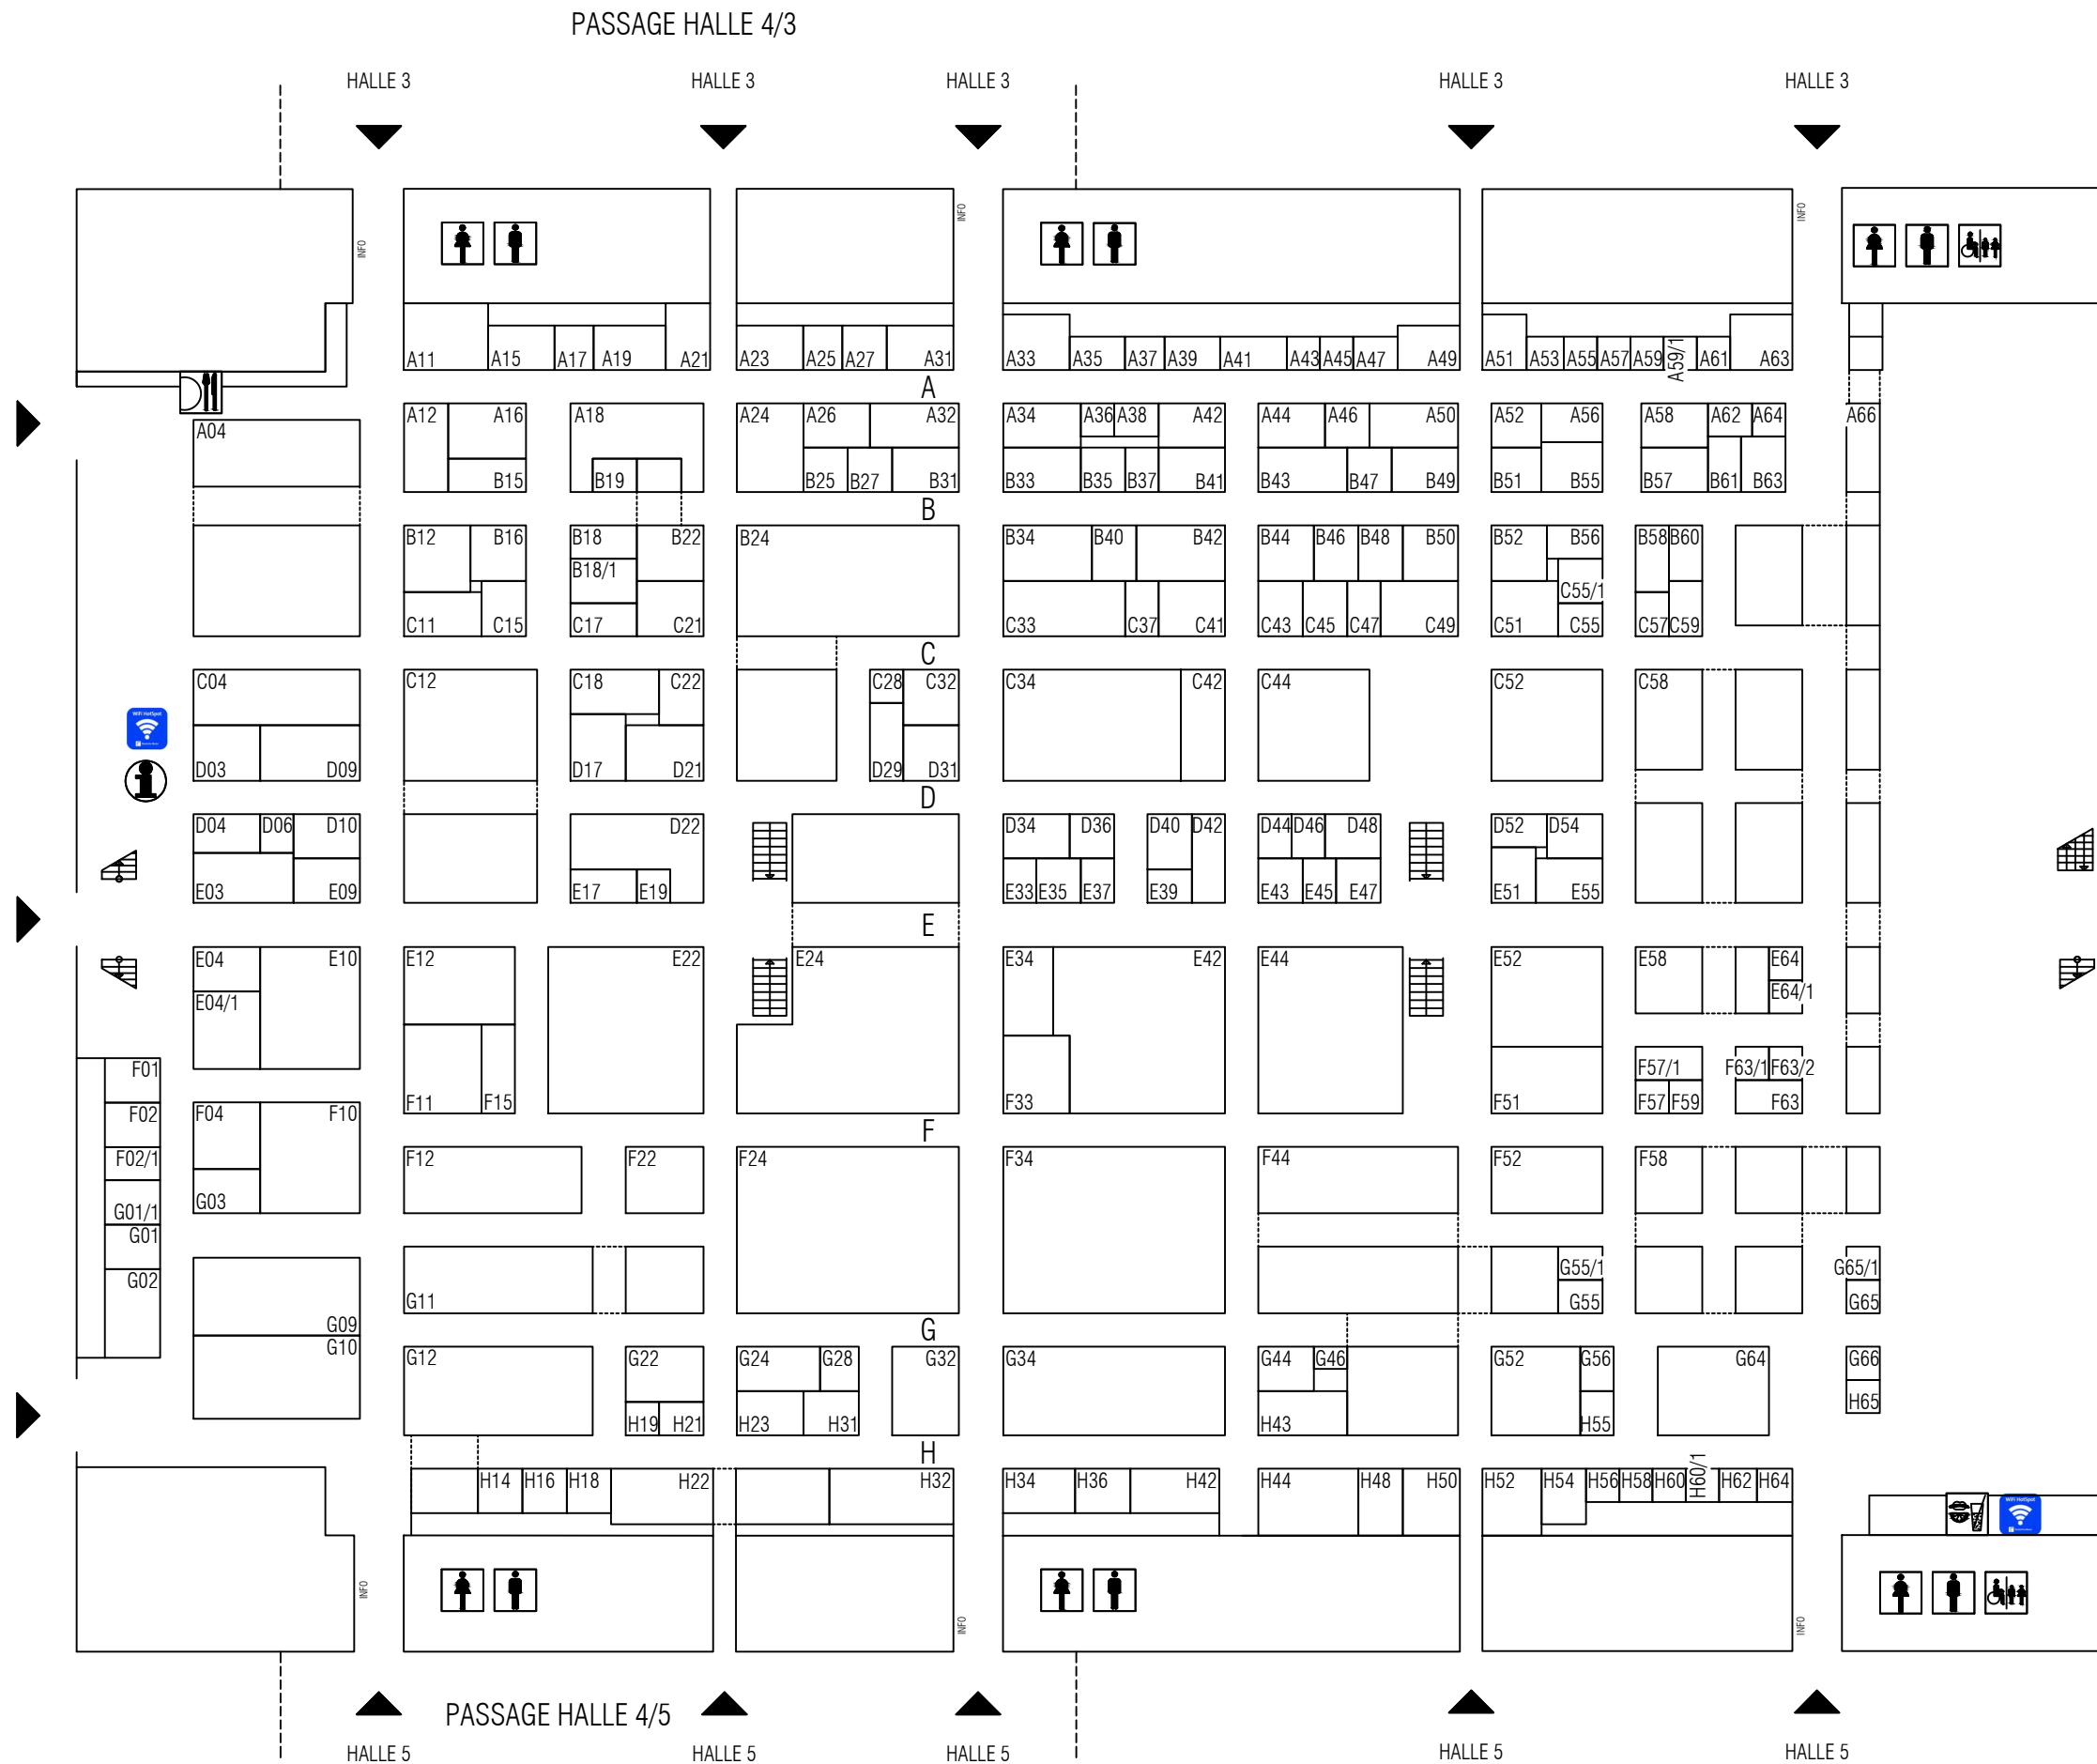 PASSAGE HALLE 4/3
HALLE 3 HALLE 3 HALLE 3 HALLE 3 HALLE 3
INFO INFO INFO
A11 A15 A17 A19 A21 A23 A25 A27 A31 A33 A35 A37 A39 A41 A43 A45 A47 A49 A51 A53 A55 A57 A59 A59/1 A61 A63
A
A04 A12 A16 A18 A24 A26 A32 A34 A36 A38 A42 A44 A46 A50 A52 A56 A58 A62 A64 A66
B15 B19 B25 B27 B31 B33 B35 B37 B41 B43 B47 B49 B51 B55 B57 B61 B63
B
B12 B16 B18 B22 B24 B34 B40 B42 B44 B46 B48 B50 B52 B56 B58 B60
B18/1 C55/1
C11 C15 C17 C21 C33 C37 C41 C43 C45 C47 C49 C51 C55 C57 C59
C
C04 C12 C18 C22 C28 C32 C34 C42 C44 C52 C58
WiFi HotSpot
D03 D09 D17 D21 D29 D31
D
D04 D06 D10 D22 D34 D36 D40 D42 D44 D46 D48 D52 D54
E03 E09 E17 E19 E33 E35 E37 E39 E43 E45 E47 E51 E55
E
E04 E10 E12 E22 E24 E34 E42 E44 E52 E58 E64
E04/1 E64/1
F01 F57/1 F63/1 F63/2
F11 F15 F33 F51 F57 F59 F63
F02 F04 F10
F
F02/1 F12 F22 F24 F34 F44 F52 F58
G03
G01/1
G01 G55/1 G65/1
G02 G11 G55 G65
G09
G
G10 G12 G22 G24 G28 G32 G34 G44 G46 G52 G56 G64 G66
H19 H21 H23 H31 H43 H55 H65
H
H14 H16 H18 H22 H32 H34 H36 H42 H44 H48 H50 H52 H54 H56 H58 H60 H60/1 H62 H64
WiFi HotSpot
INFO INFO INFO
PASSAGE HALLE 4/5
HALLE 5 HALLE 5 HALLE 5 HALLE 5 HALLE 5